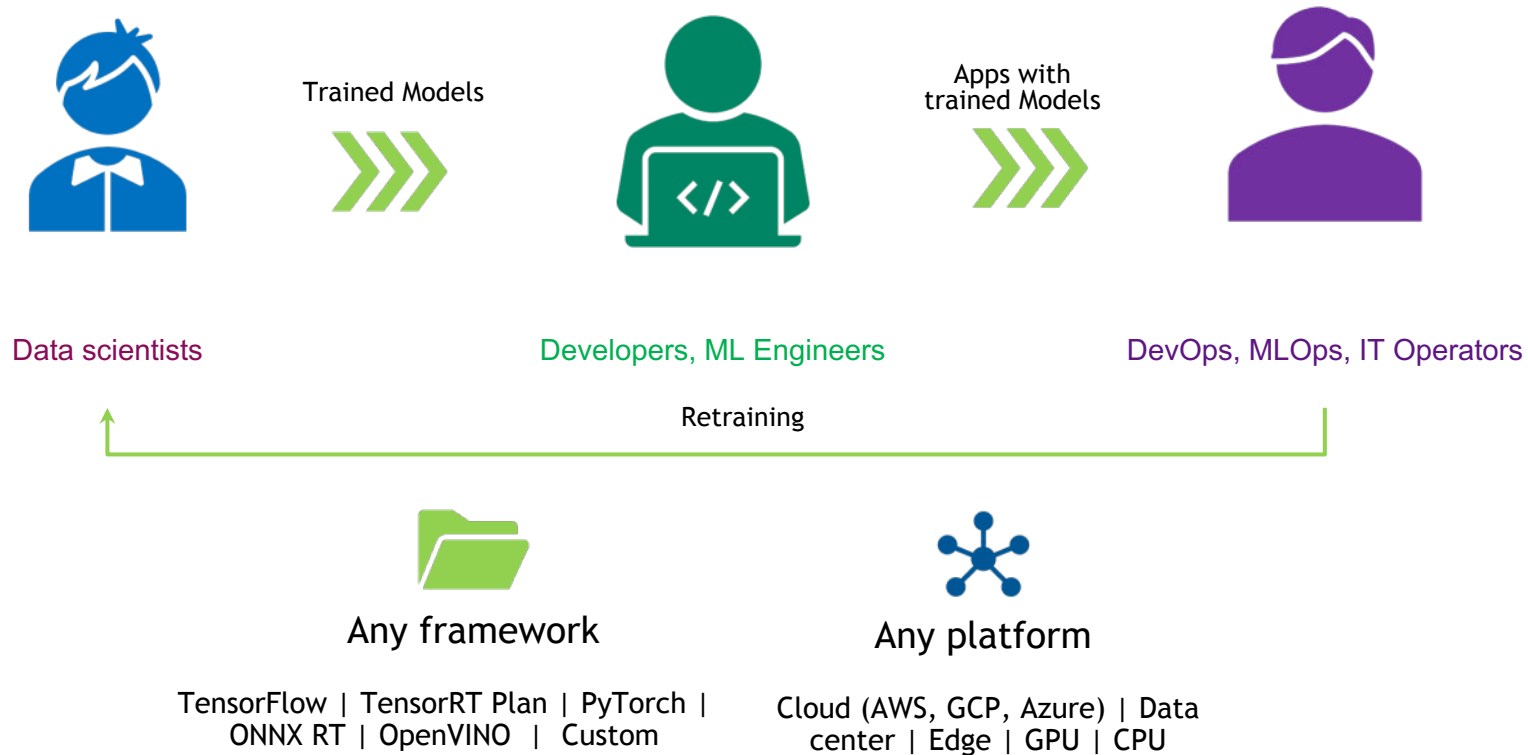 Trained Models
Apps with
trained Models
</>
Data scientists
Developers, ML Engineers
DevOps, MLOps, IT Operators
Retraining
Any framework
Any platform
TensorFlow | TensorRT Plan | PyTorch |
ONNX RT | OpenVINO | Custom
Cloud (AWS, GCP, Azure) | Data
center | Edge | GPU | CPU